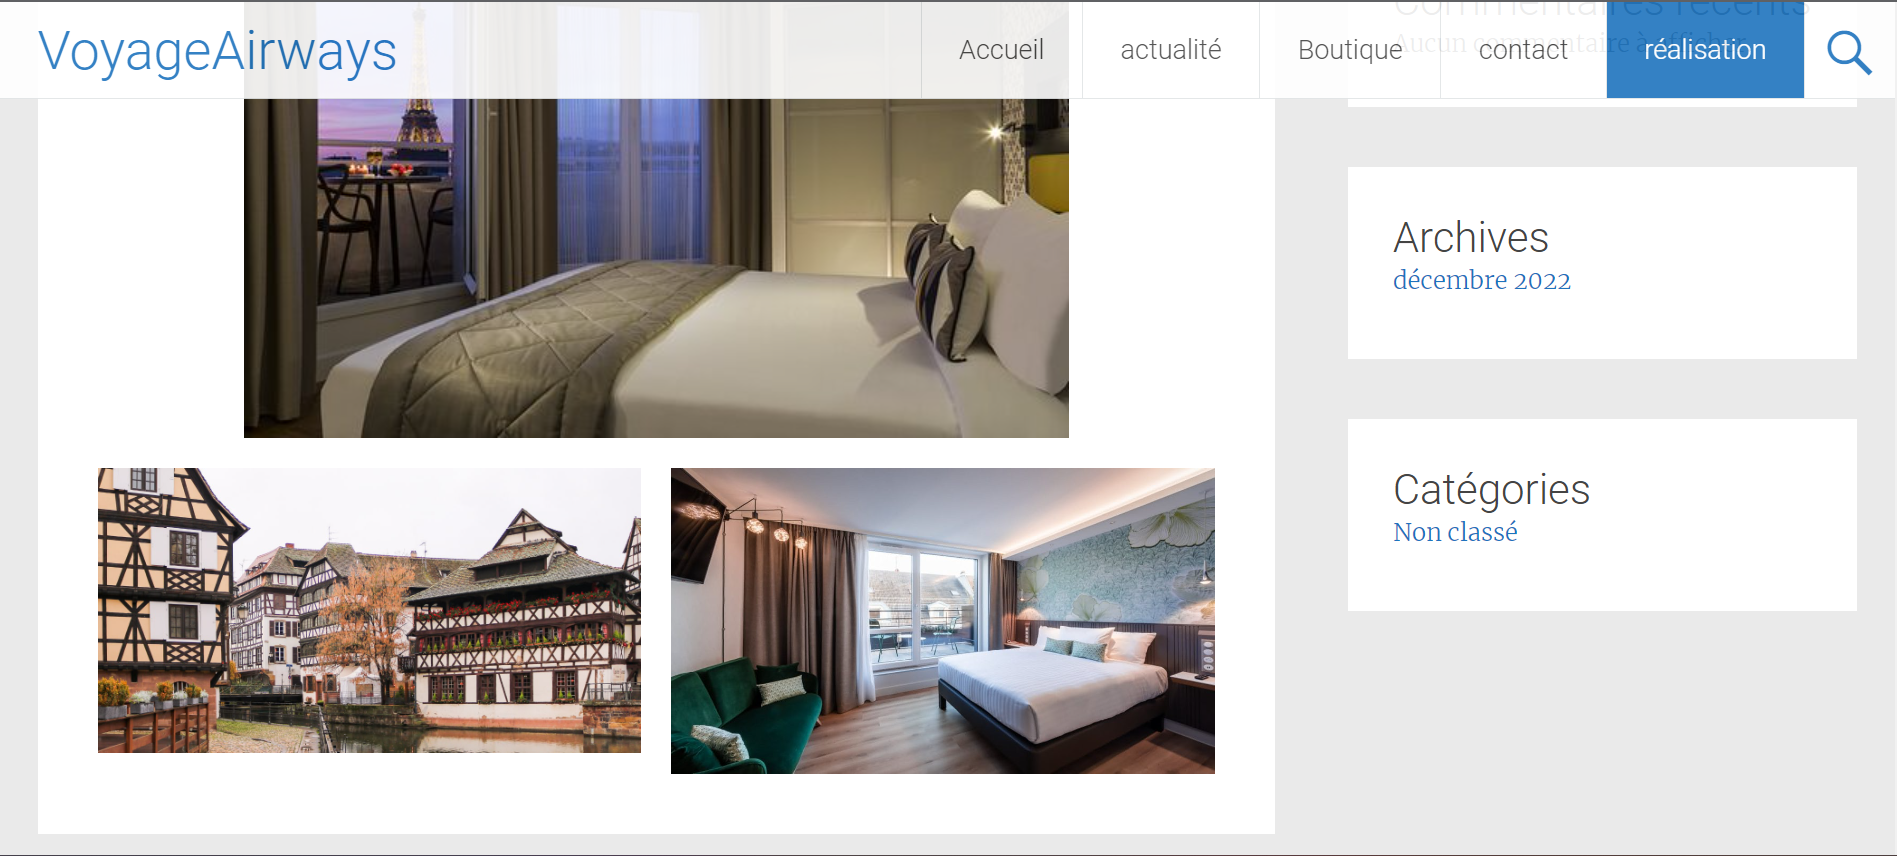 VoyageAirways
Accueil
actualité
Boutique
contact
réalisation
Commentaires récents
Aucun commentaire à afficher.
Archives
décembre 2022
Catégories
Non classé